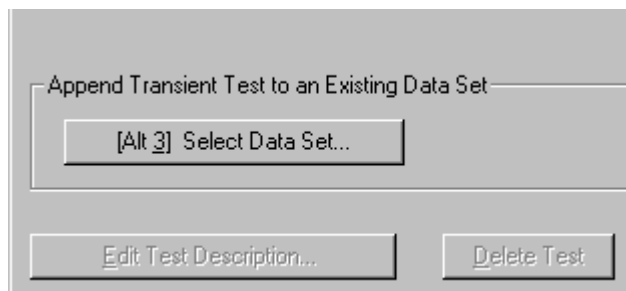 Append Transient Test to an Existing Data Set
[Alt 3] Select Data Set...
Edit Test Description...
Delete Test